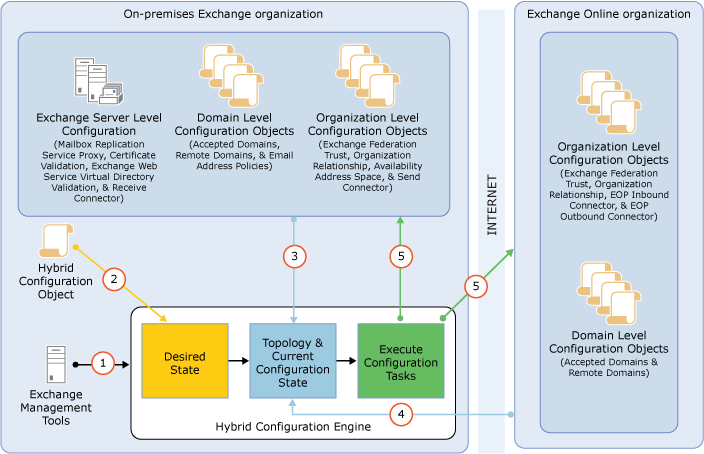 On-premises Exchange organization
Exchange Server Level
Configuration
(Mailbox Replication
Service Proxy, Certificate
Validation, Exchange Web
Service Virtual Directory
Validation, & Receive
Connector)
Domain Level
Configuration Objects
(Accepted Domains,
Remote Domains, & Email
Address Policies)
Organization Level
Configuration Objects
(Exchange Federation
Trust, Organization
Relationship, Availability
Address Space, & Send
Connector)
Hybrid
Configuration
Object
2
3
5
5
Exchange
Management
Tools
1
Desired
State
Topology &
Current
Configuration
State
Execute
Configuration
Tasks
4
Hybrid Configuration Engine
INTERNET
Exchange Online organization
Organization Level
Configuration Objects
(Exchange Federation
Trust, Organization
Relationship, EOP Inbound
Connector, & EOP
Outbound Connector)
Domain Level
Configuration Objects
(Accepted Domains &
Remote Domains)